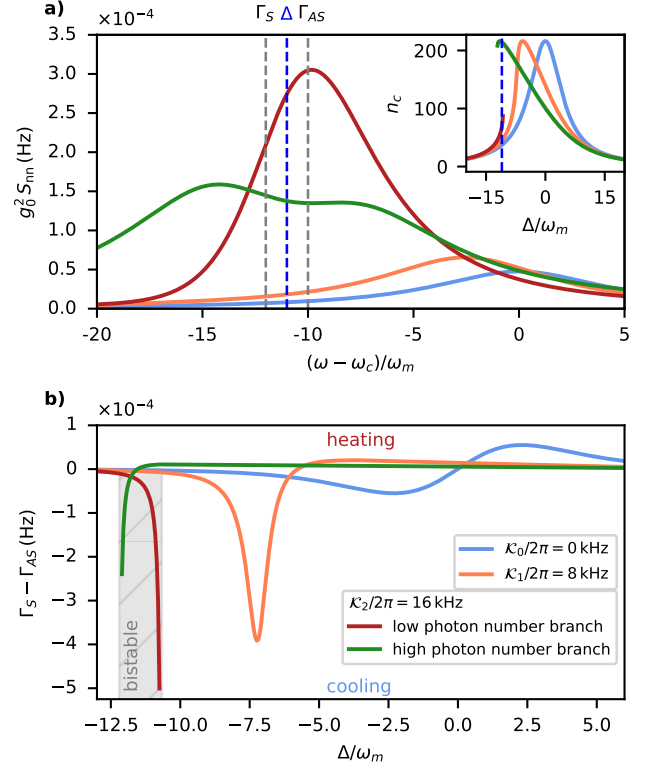 a)
Γ_S Δ Γ_AS
×10⁻⁴
3.5
3.0
2.5
2.0
1.5
1.0
0.5
0.0
g₀² S_nn (Hz)
-20
-15
-10
-5
0
5
(ω − ω_c)/ω_m
200
100
0
n_c
−15
0
15
Δ/ω_m
b)
×10⁻⁴
1
0
−1
−2
−3
−4
−5
Γ_S − Γ_AS (Hz)
heating
cooling
bistable
𝒦₀/2π = 0 kHz
𝒦₁/2π = 8 kHz
𝒦₂/2π = 16 kHz
low photon number branch
high photon number branch
−12.5
−10.0
−7.5
−5.0
−2.5
0.0
2.5
5.0
Δ/ω_m